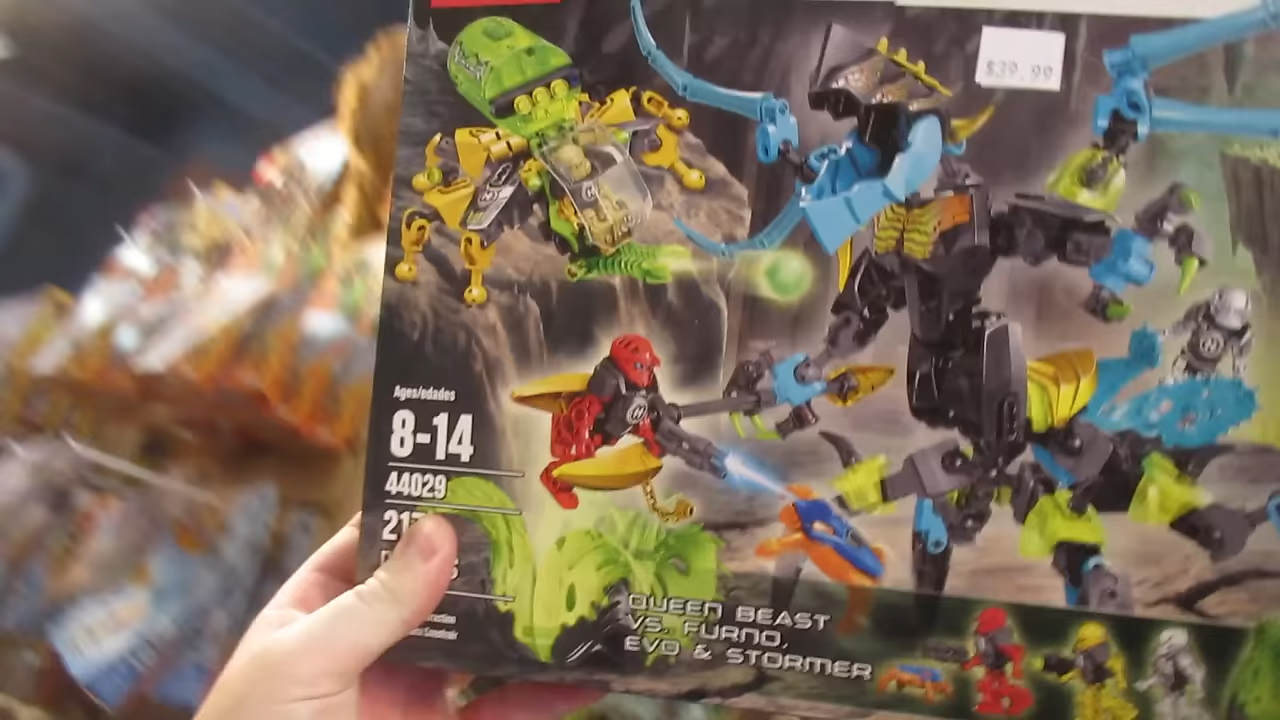 $39.99
Ages/edades
8-14
44029
QUEEN BEAST
VS. FURNO,
EVO & STORMER